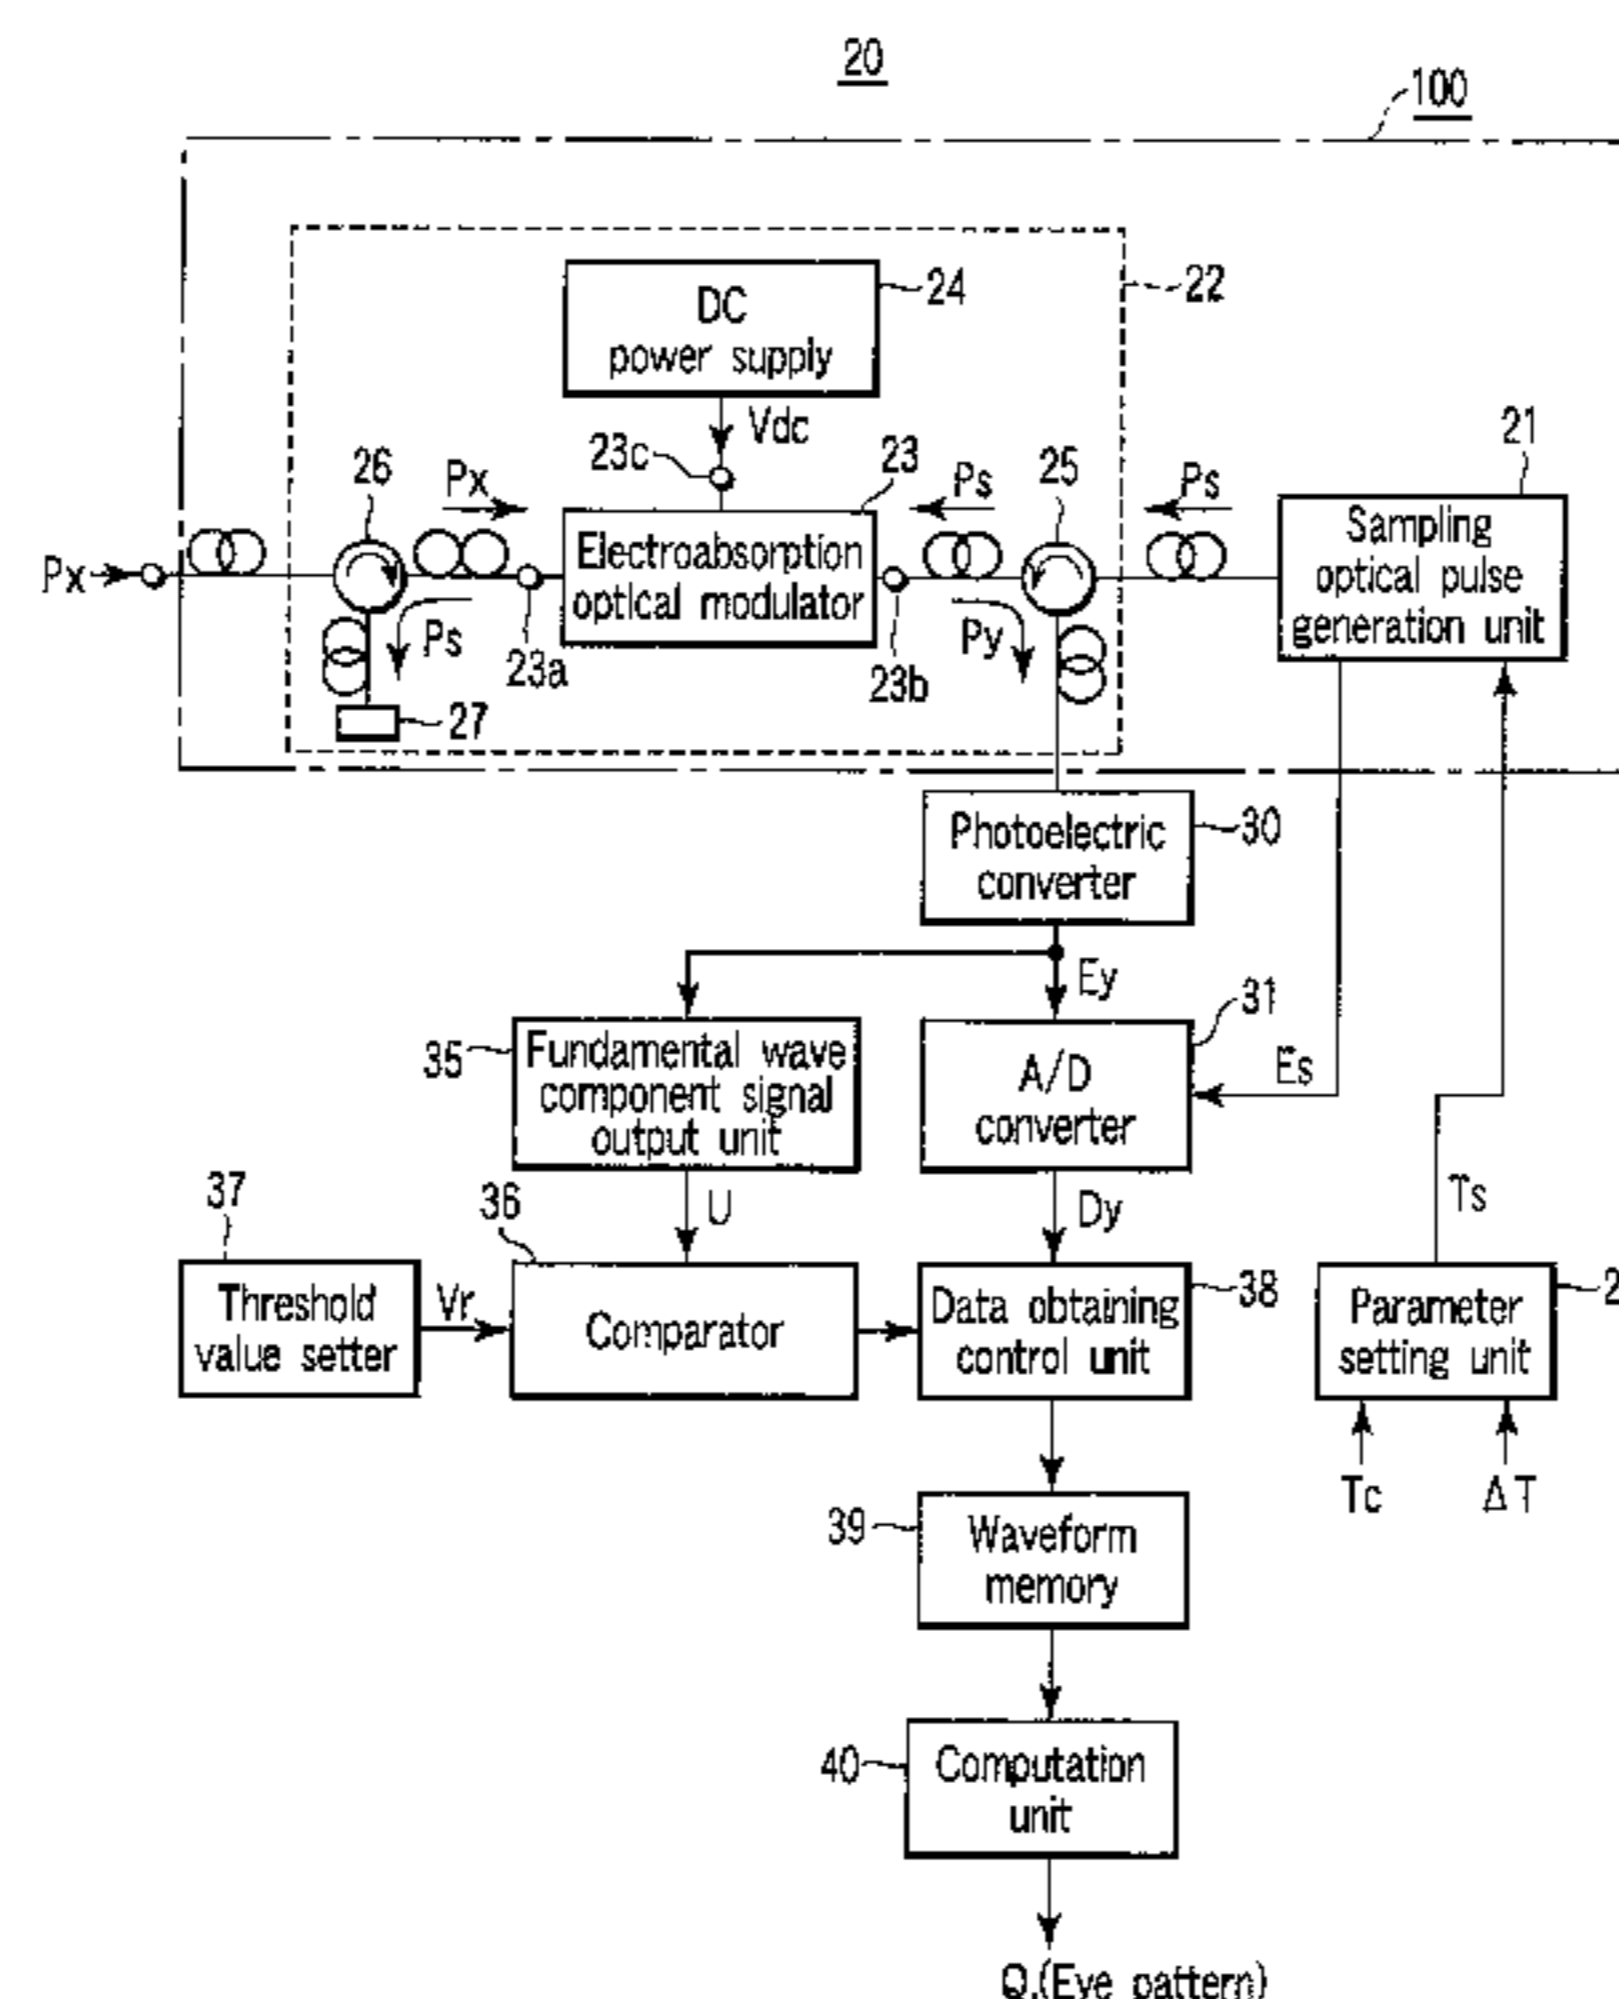 20
100
DC
power supply
24
22
Vdc
23c
23
21
26
Px
Ps
25
Ps
Electroabsorption
optical modulator
Sampling
optical pulse
generation unit
Px
Ps
23a
Py
23b
27
Photoelectric
converter
30
Ey
31
35
Fundamental wave
component signal
output unit
A/D
converter
Es
37
36
U
Dy
Ts
Threshold
value setter
Vr
Comparator
Data obtaining
control unit
38
Parameter
setting unit
Tc
ΔT
39
Waveform
memory
40
Computation
unit
Q.(Eye pattern)